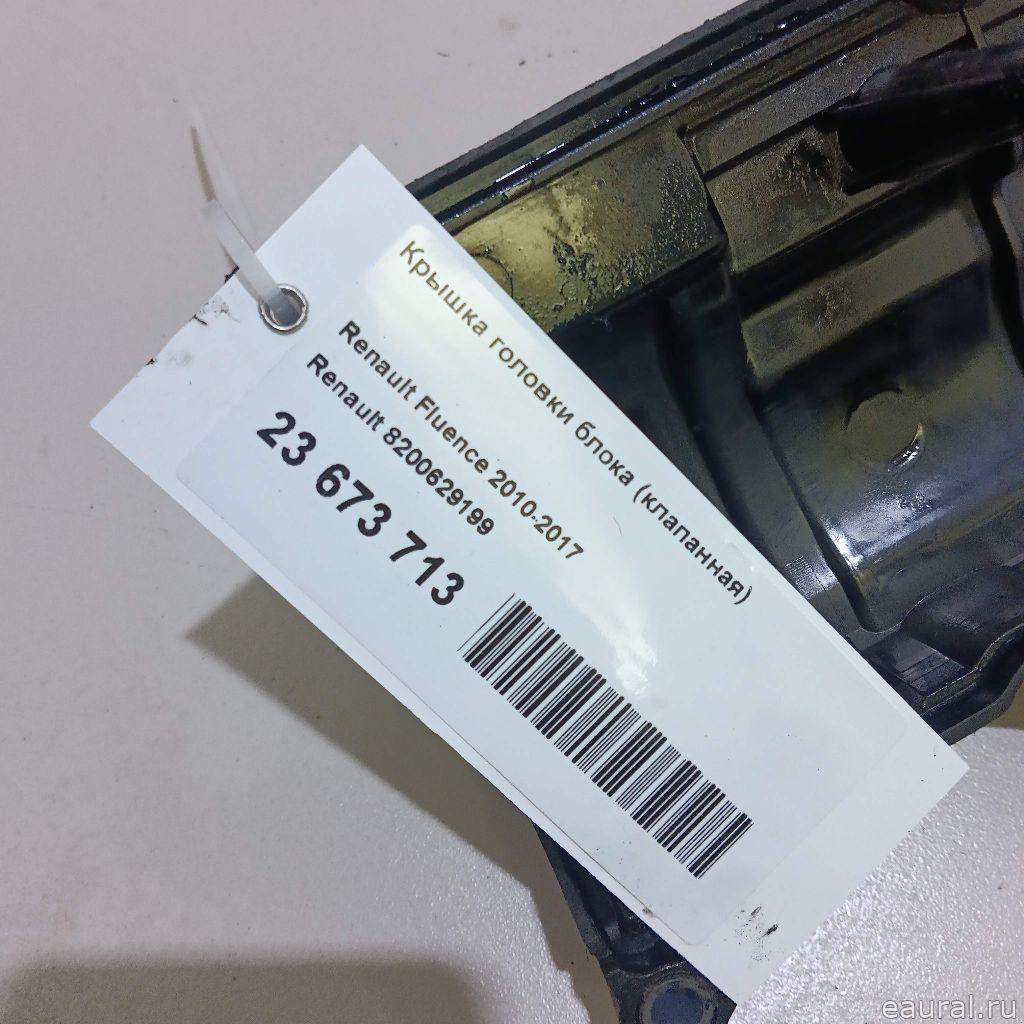 Крышка головки блока (клапанная)
Renault Fluence 2010-2017
Renault 8200629199
23 673 713
eaural.ru